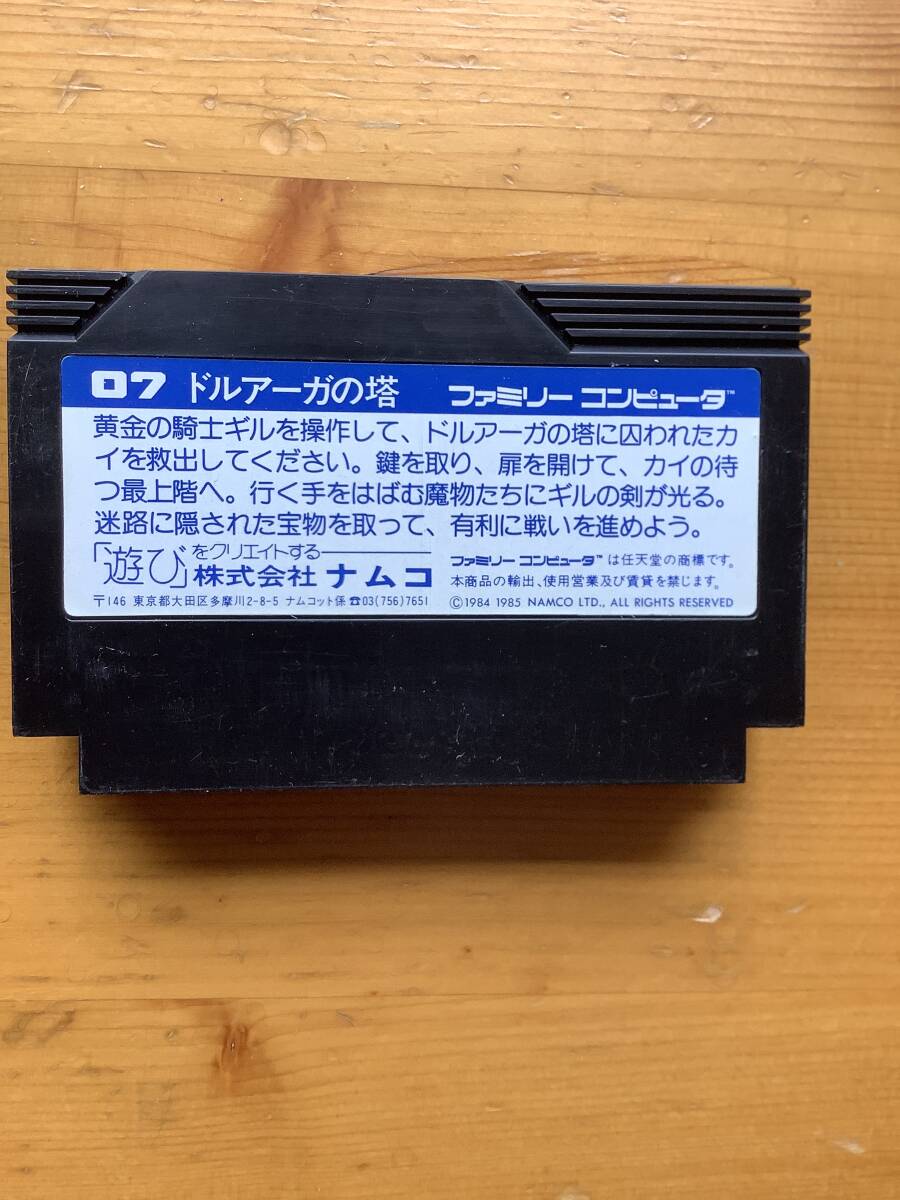 07 ドルアーガの塔 ファミリー コンピュータ™
黄金の騎士ギルを操作して、ドルアーガの塔に囚われたカ
イを救出してください。鍵を取り、扉を開けて、カイの待
つ最上階へ。行く手をはばむ魔物たちにギルの剣が光る。
迷路に隠された宝物を取って、有利に戦いを進めよう。
「遊び」をクリエイトする
株式会社 ナムコ
〒146 東京都大田区多摩川2-8-5 ナムコット係 ☎03(756)7651
ファミリー コンピュータ™ は任天堂の商標です。
本商品の輸出、使用営業及び賃貸を禁じます。
©1984 1985 NAMCO LTD., ALL RIGHTS RESERVED